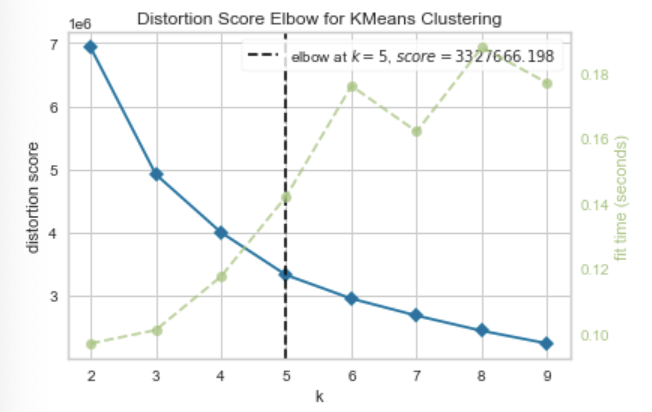 Distortion Score Elbow for KMeans Clustering
1e6
elbow at k = 5, score = 3327666.198
7
6
5
4
3
distortion score
0.18
0.16
0.14
0.12
0.10
fit time (seconds)
2 3 4 5 6 7 8 9
k